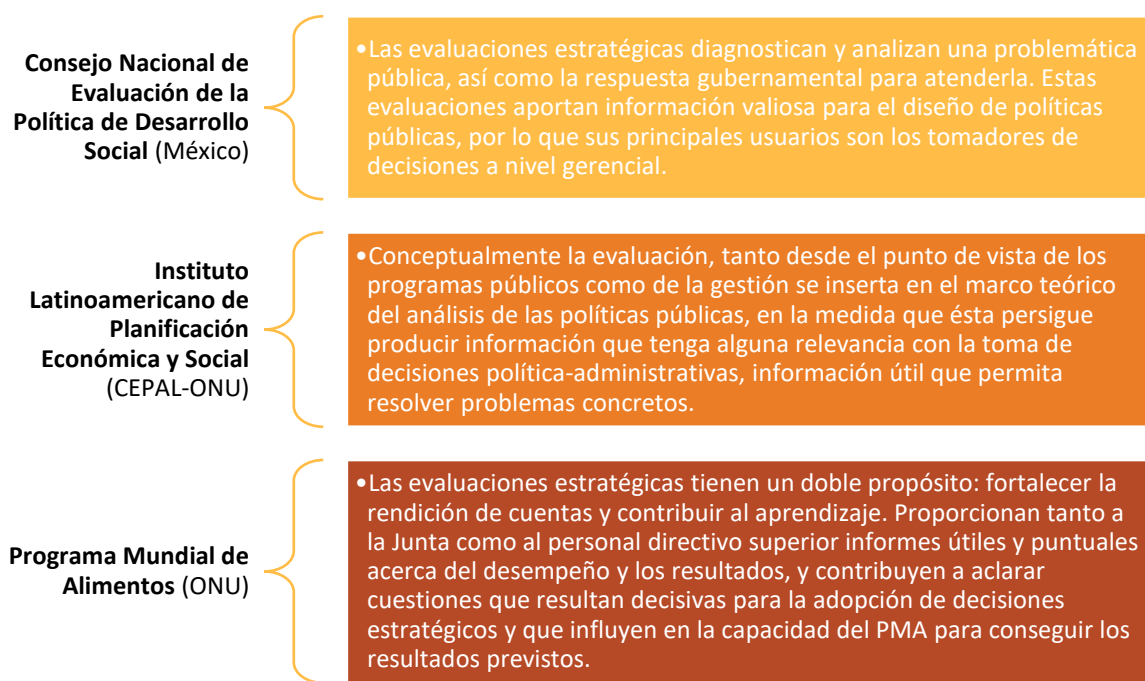 Consejo Nacional de
Evaluación de la
Política de Desarrollo
Social (México)
•Las evaluaciones estratégicas diagnostican y analizan una problemática
pública, así como la respuesta gubernamental para atenderla. Estas
evaluaciones aportan información valiosa para el diseño de políticas
públicas, por lo que sus principales usuarios son los tomadores de
decisiones a nivel gerencial.
Instituto
Latinoamericano de
Planificación
Económica y Social
(CEPAL-ONU)
•Conceptualmente la evaluación, tanto desde el punto de vista de los
programas públicos como de la gestión se inserta en el marco teórico
del análisis de las políticas públicas, en la medida que ésta persigue
producir información que tenga alguna relevancia con la toma de
decisiones política-administrativas, información útil que permita
resolver problemas concretos.
Programa Mundial de
Alimentos (ONU)
•Las evaluaciones estratégicas tienen un doble propósito: fortalecer la
rendición de cuentas y contribuir al aprendizaje. Proporcionan tanto a
la Junta como al personal directivo superior informes útiles y puntuales
acerca del desempeño y los resultados, y contribuyen a aclarar
cuestiones que resultan decisivas para la adopción de decisiones
estratégicos y que influyen en la capacidad del PMA para conseguir los
resultados previstos.